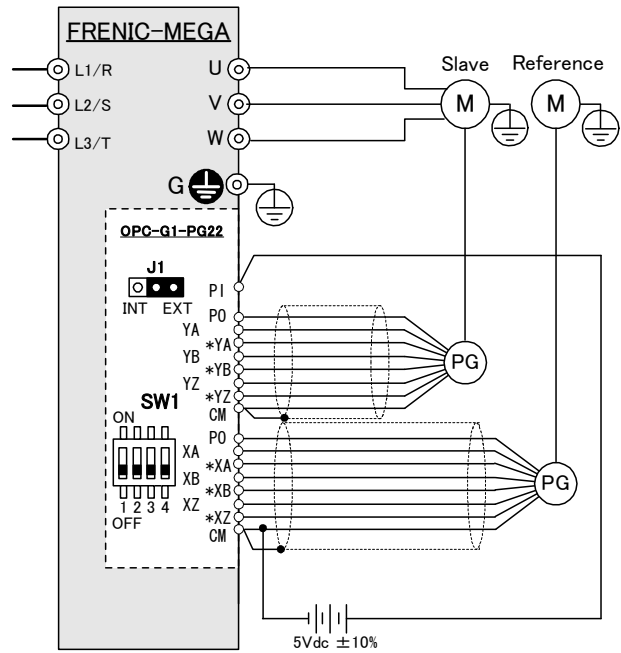 FRENIC-MEGA
L1/R
L2/S
L3/T
U
V
W
G
Slave
Reference
M
M
OPC-G1-PG22
J1
INT EXT
PI
PO
YA
*YA
YB
*YB
YZ
*YZ
CM
PG
SW1
ON
1 2 3 4
OFF
PO
XA
*XA
XB
*XB
XZ
*XZ
CM
PG
5Vdc ±10%